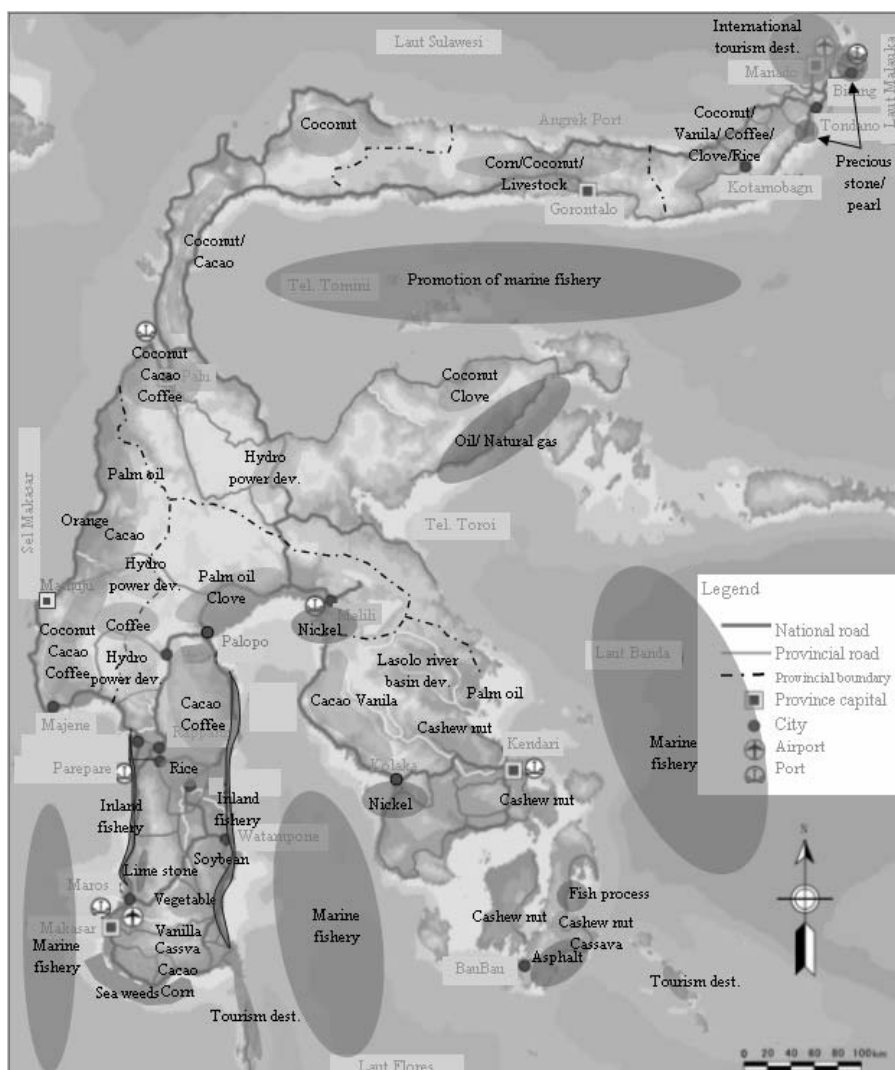 International
tourism dest.
Laut Sulawesi
Manado
Laut Maluka
Bitung
Coconut
Angrek Port
Coconut/
Vanila/ Coffee/
Clove/Rice
Tondano
Corn/Coconut/
Livestock
Precious
stone/
pearl
Kotamobagn
Gorontalo
Coconut/
Cacao
Tel. Tomini
Promotion of marine fishery
Coconut
Cacao
Coffee
Palu
Coconut
Clove
Oil/ Natural gas
Hydro
power dev.
Palm oil
Sel Makasar
Orange
Cacao
Tel. Toroi
Hydro
power dev.
Palm oil
Clove
Mamuju
Malili
Nickel
Coffee
Palopo
Coconut
Cacao
Coffee
Hydro
power dev.
Lasolo river
basin dev.
Palm oil
Cacao Vanila
Cacao
Coffee
Cashew nut
Majene
Kendari
Parepare
Rice
Kolaka
Nickel
Cashew nut
Inland
fishery
Inland
fishery
Watampone
Soybean
Lime stone
Maros
Vegetable
Makasar
Vanilla
Cassva
Cacao
Sea weeds
Corn
Marine
fishery
Marine
fishery
Tourism dest.
Laut Flores
Fish process
Cashew nut
Cashew nut
Cassava
Asphalt
BauBau
Tourism dest.
Laut Banda
Marine
fishery
Legend
National road
Provincial road
Provincial boundary
Province capital
City
Airport
Port
N
0 20 40 60 80 100km